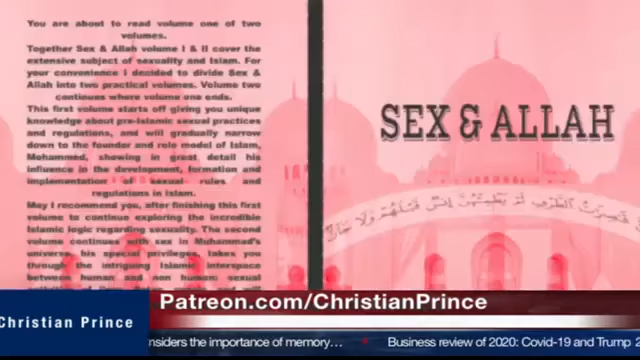 You are about to read volume one of two
volumes.
Together Sex & Allah volume I & II cover the
extensive subject of sexuality and Islam. For
your convenience I decided to divide Sex &
Allah into two practical volumes. Volume two
continues where volume one ends.
This first volume starts off giving you unique
knowledge about pre-Islamic sexual practices
and regulations, and will gradually narrow
down to the founder and role model of Islam,
Mohammed, showing in great detail his
influence in the development, formation and
implementation of sexual rules and
regulations in Islam.
May I recommend you, after finishing this first
volume to continue exploring the incredible
Islamic logic regarding sexuality. The second
volume continues with sex in Muhammad's
universe, his special privileges, takes you
through the intriguing Islamic interspace
between human and non human: sexual
SEX & ALLAH
Patreon.com/ChristianPrince
Christian Prince
nsiders the importance of memory… Business review of 2020: Covid-19 and Trump 2